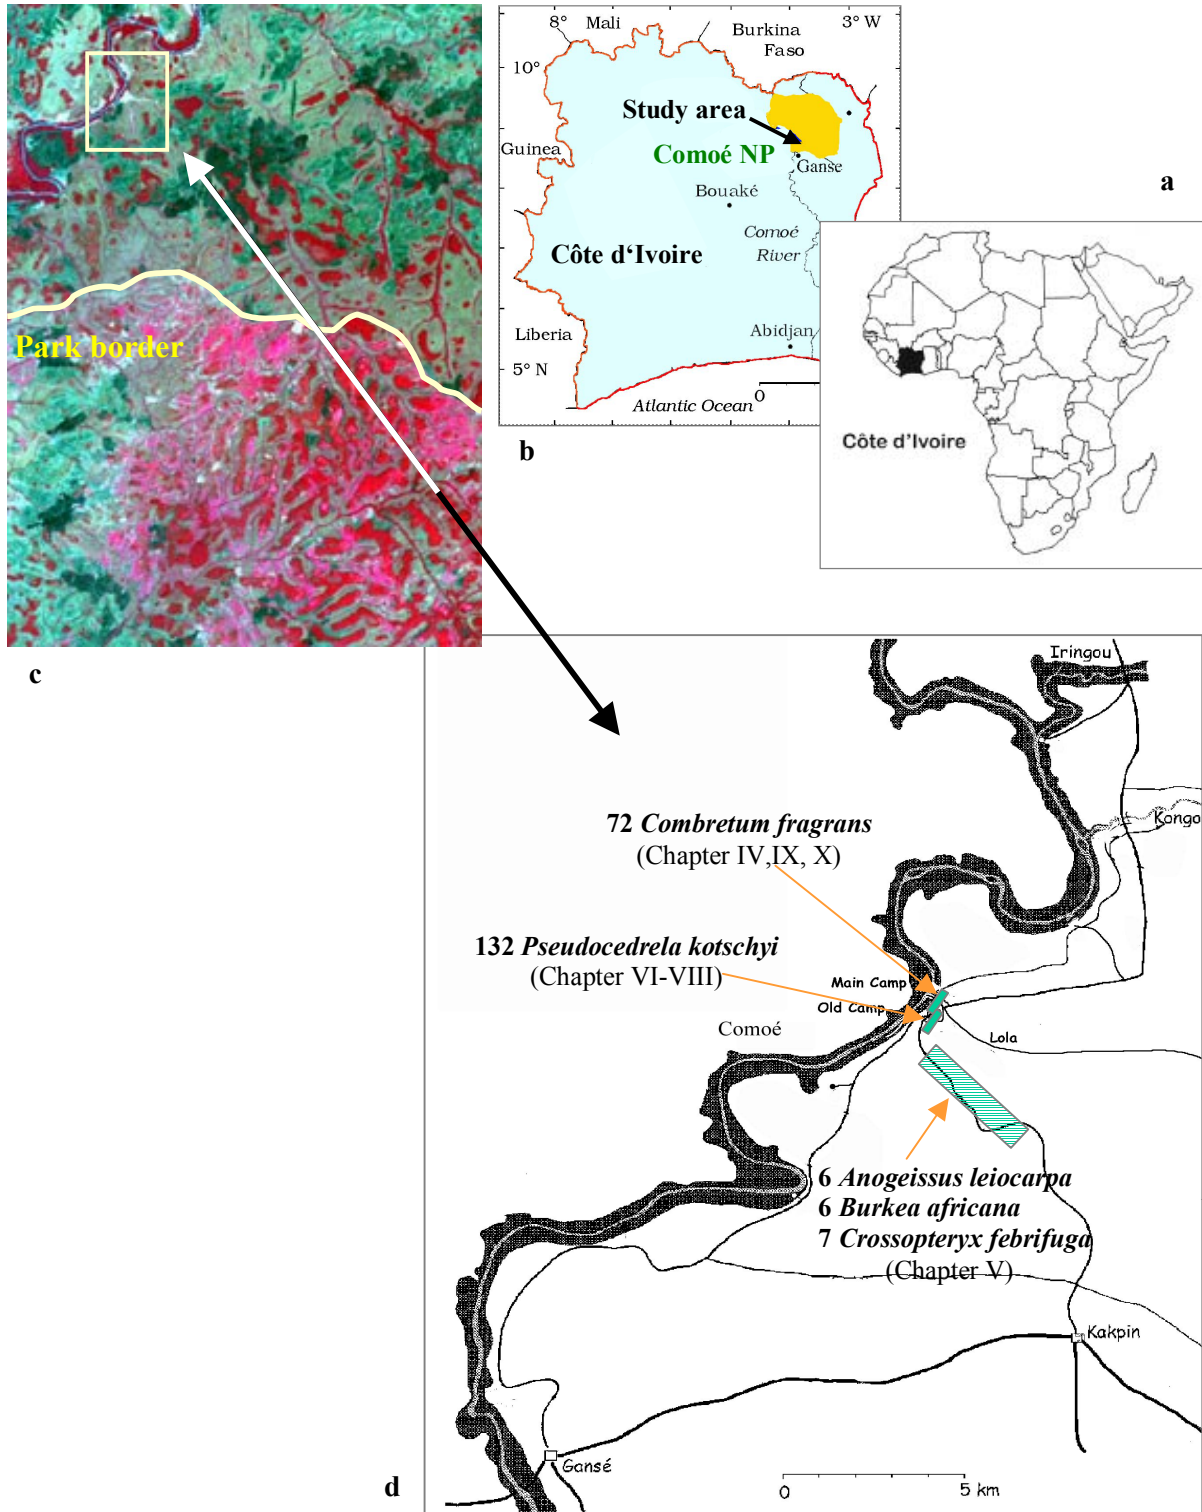 8°
Mali
Burkina
Faso
3° W
10°
Study area
Guinea
Comoé NP
Ganse
Bouaké
a
Comoé
River
Côte d'Ivoire
Liberia
Abidjan
5° N
0
Atlantic Ocean
b
Côte d'Ivoire
Park border
c
Iringou
Kongo
72 Combretum fragrans
(Chapter IV,IX, X)
132 Pseudocedrela kotschyi
(Chapter VI-VIII)
Main Camp
Old Camp
Comoé
Lola
6 Anogeissus leiocarpa
6 Burkea africana
7 Crossopteryx febrifuga
(Chapter V)
Kakpin
Gansé
d
0
5 km